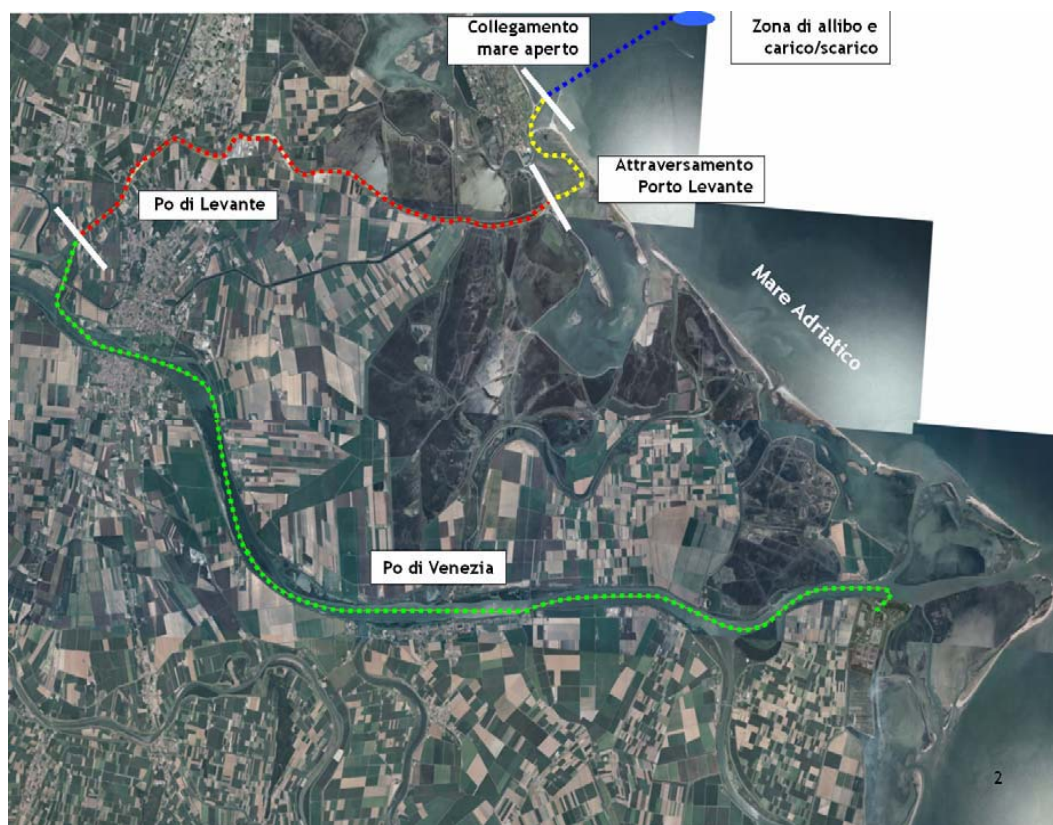 Collegamento
mare aperto
Zona di allibo e
carico/scarico
Attraversamento
Porto Levante
Po di Levante
Mare Adriatico
Po di Venezia
2